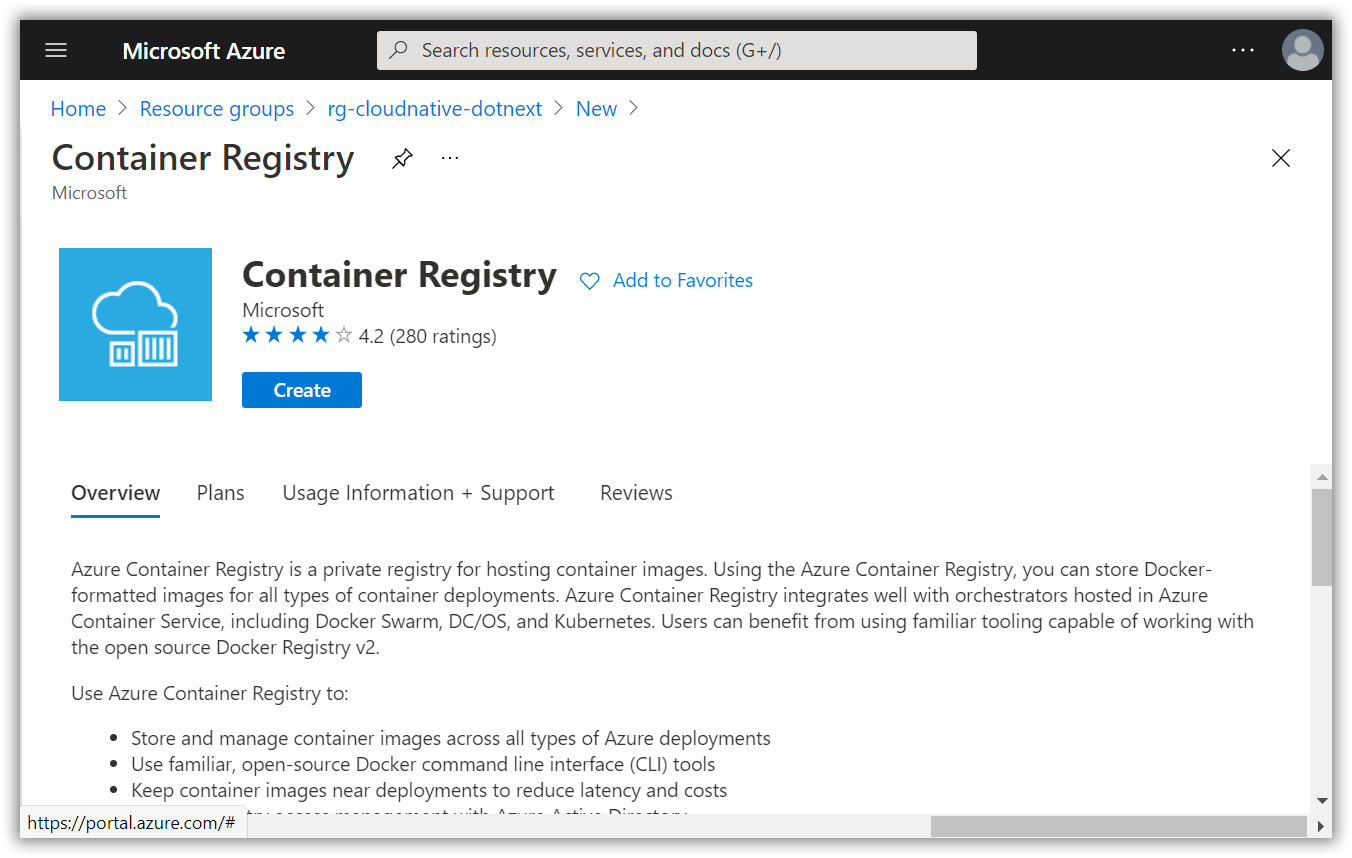 Microsoft Azure
Search resources, services, and docs (G+/)
Home > Resource groups > rg-cloudnative-dotnext > New >
Container Registry
Microsoft
Container Registry
Add to Favorites
Microsoft
4.2 (280 ratings)
Create
Overview Plans Usage Information + Support Reviews
Azure Container Registry is a private registry for hosting container images. Using the Azure Container Registry, you can store Docker-
formatted images for all types of container deployments. Azure Container Registry integrates well with orchestrators hosted in Azure
Container Service, including Docker Swarm, DC/OS, and Kubernetes. Users can benefit from using familiar tooling capable of working with
the open source Docker Registry v2.
Use Azure Container Registry to:
• Store and manage container images across all types of Azure deployments
• Use familiar, open-source Docker command line interface (CLI) tools
• Keep container images near deployments to reduce latency and costs
access management with Azure Active Directory
https://portal.azure.com/#